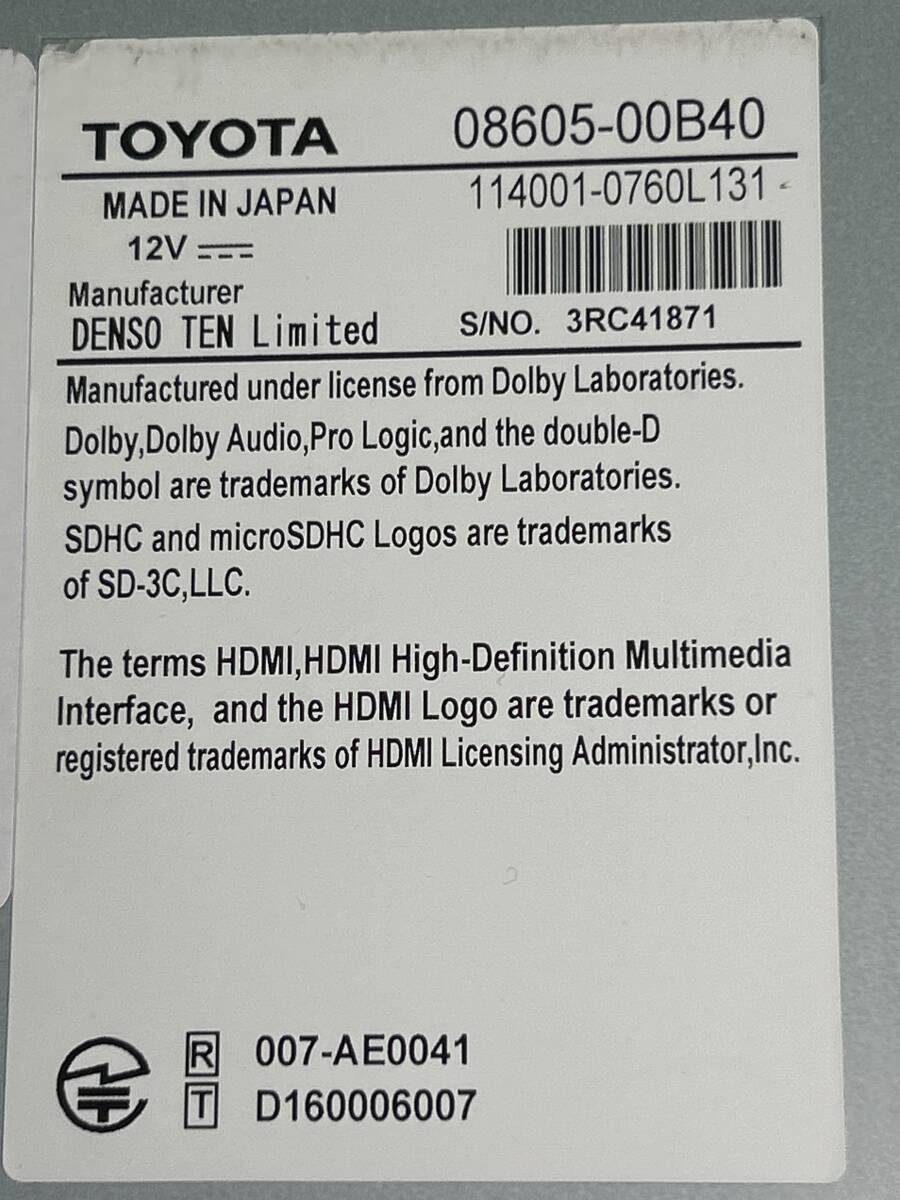 TOYOTA 08605-00B40
MADE IN JAPAN 114001-0760L131
12V
Manufacturer
DENSO TEN Limited S/NO. 3RC41871
Manufactured under license from Dolby Laboratories.
Dolby,Dolby Audio,Pro Logic,and the double-D
symbol are trademarks of Dolby Laboratories.
SDHC and microSDHC Logos are trademarks
of SD-3C,LLC.
The terms HDMI,HDMI High-Definition Multimedia
Interface, and the HDMI Logo are trademarks or
registered trademarks of HDMI Licensing Administrator,Inc.
R 007-AE0041
T D160006007